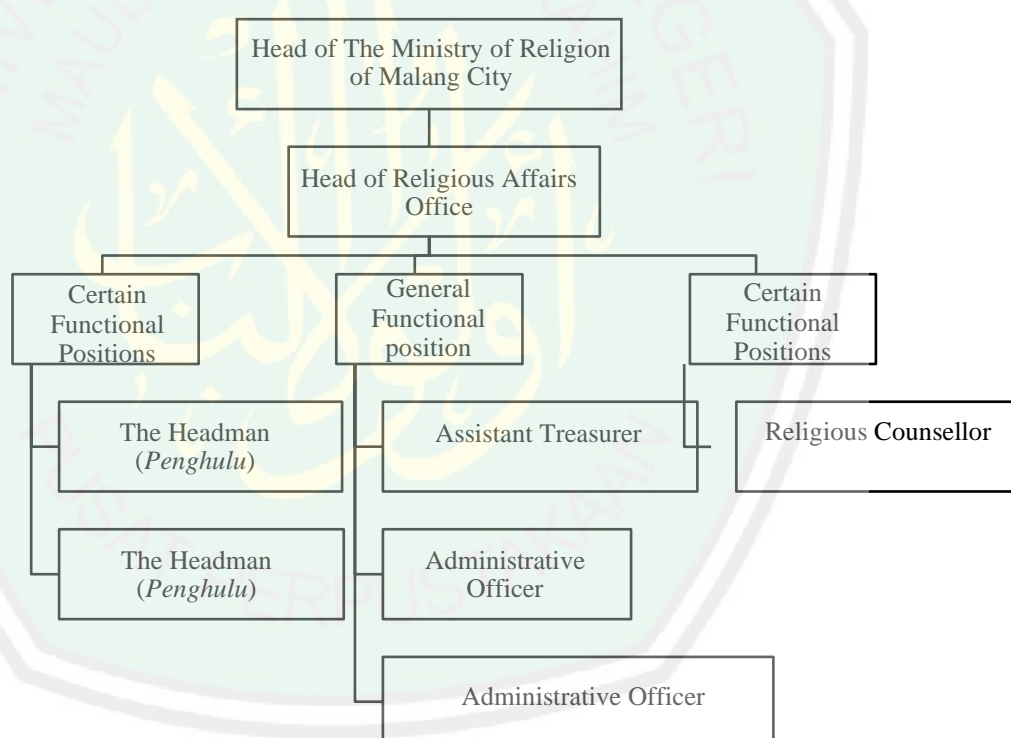 Head of The Ministry of Religion
of Malang City
Head of Religious Affairs
Office
Certain
Functional
Positions
General
Functional
position
Certain
Functional
Positions
The Headman
(Penghulu)
Assistant Treasurer
Religious Counsellor
The Headman
(Penghulu)
Administrative
Officer
Administrative Officer